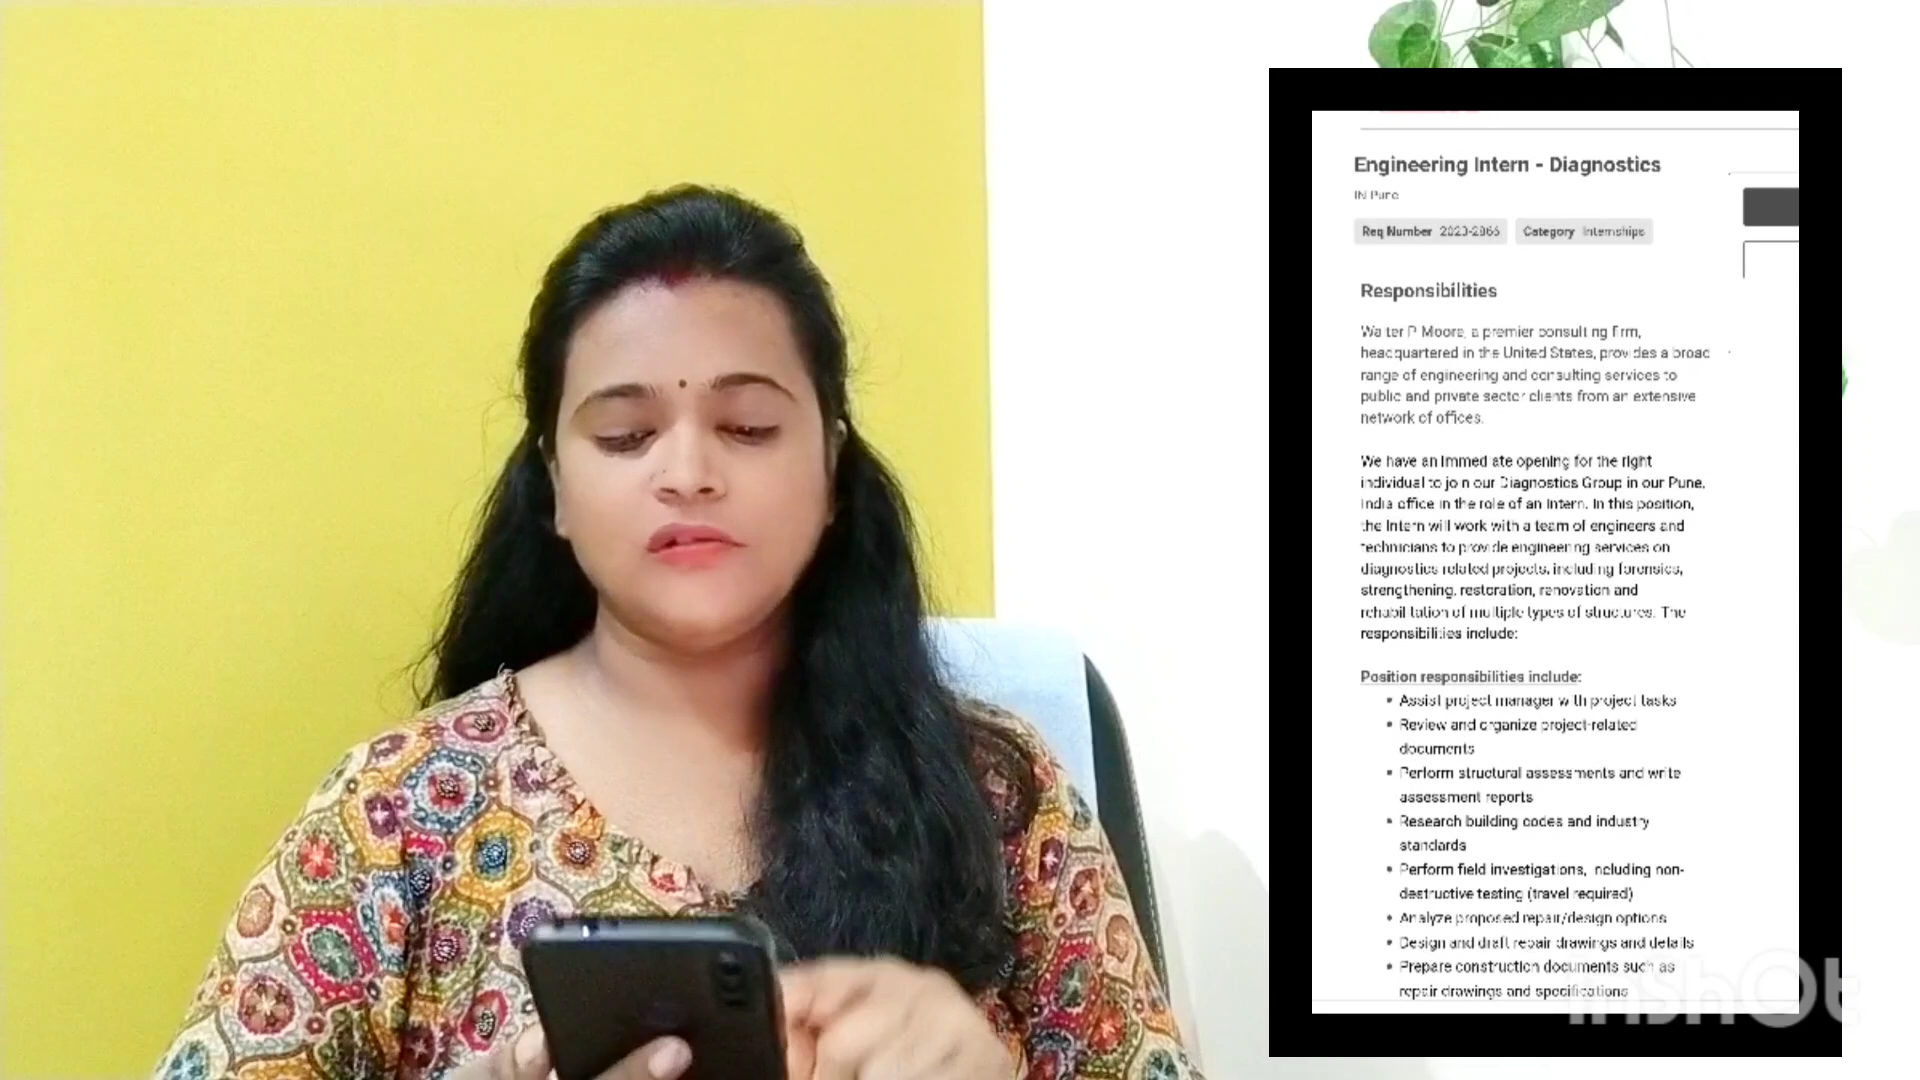 Engineering Intern - Diagnostics
IN Pune
Req Number 2023-2866 Category Internships
Responsibilities
Walter P Moore, a premier consulting firm,
headquartered in the United States, provides a broad
range of engineering and consulting services to
public and private sector clients from an extensive
network of offices.
We have an immediate opening for the right
individual to join our Diagnostics Group in our Pune,
India office in the role of an Intern. In this position,
the Intern will work with a team of engineers and
technicians to provide engineering services on
diagnostics related projects, including forensics,
strengthening, restoration, renovation and
rehabilitation of multiple types of structures. The
responsibilities include:
Position responsibilities include:
• Assist project manager with project tasks
• Review and organize project-related
documents
• Perform structural assessments and write
assessment reports
• Research building codes and industry
standards
• Perform field investigations, including non-
destructive testing (travel required)
• Analyze proposed repair/design options
• Design and draft repair drawings and details
• Prepare construction documents such as
repair drawings and specifications
InShOt